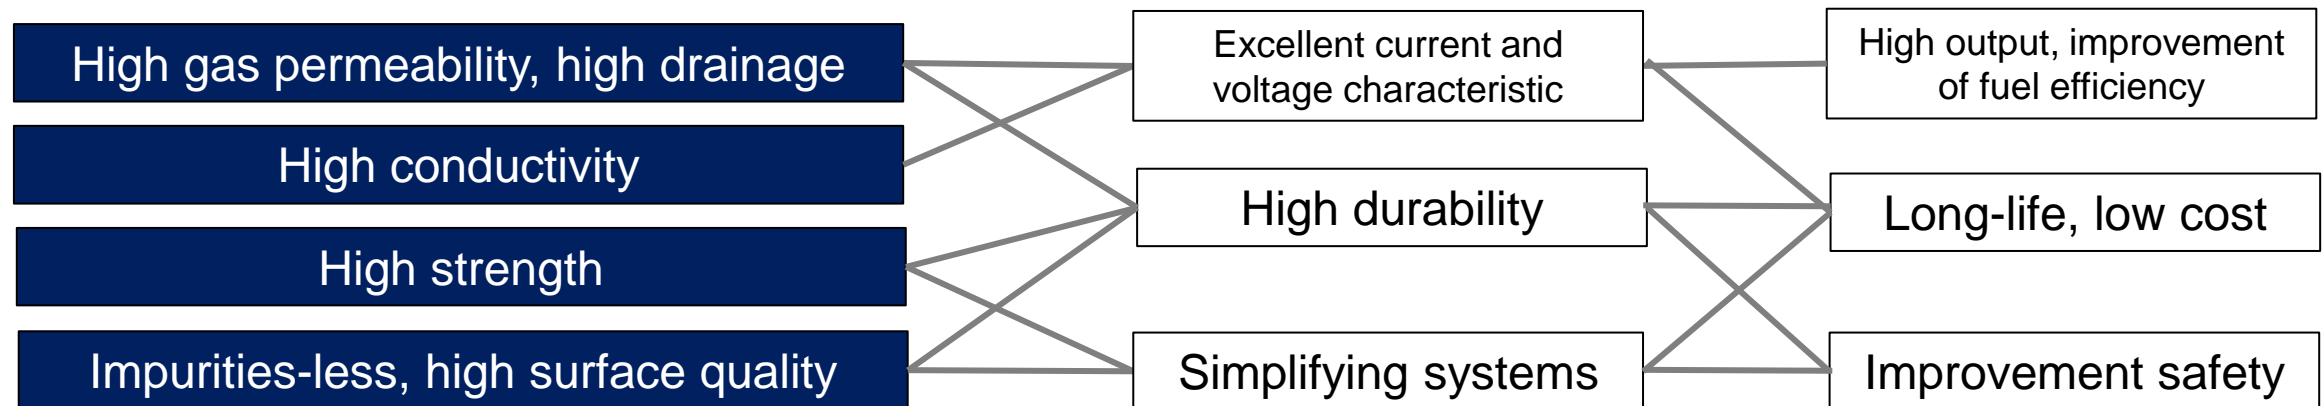 High gas permeability, high drainage
High conductivity
High strength
Impurities-less, high surface quality
Excellent current and
voltage characteristic
High durability
Simplifying systems
High output, improvement
of fuel efficiency
Long-life, low cost
Improvement safety